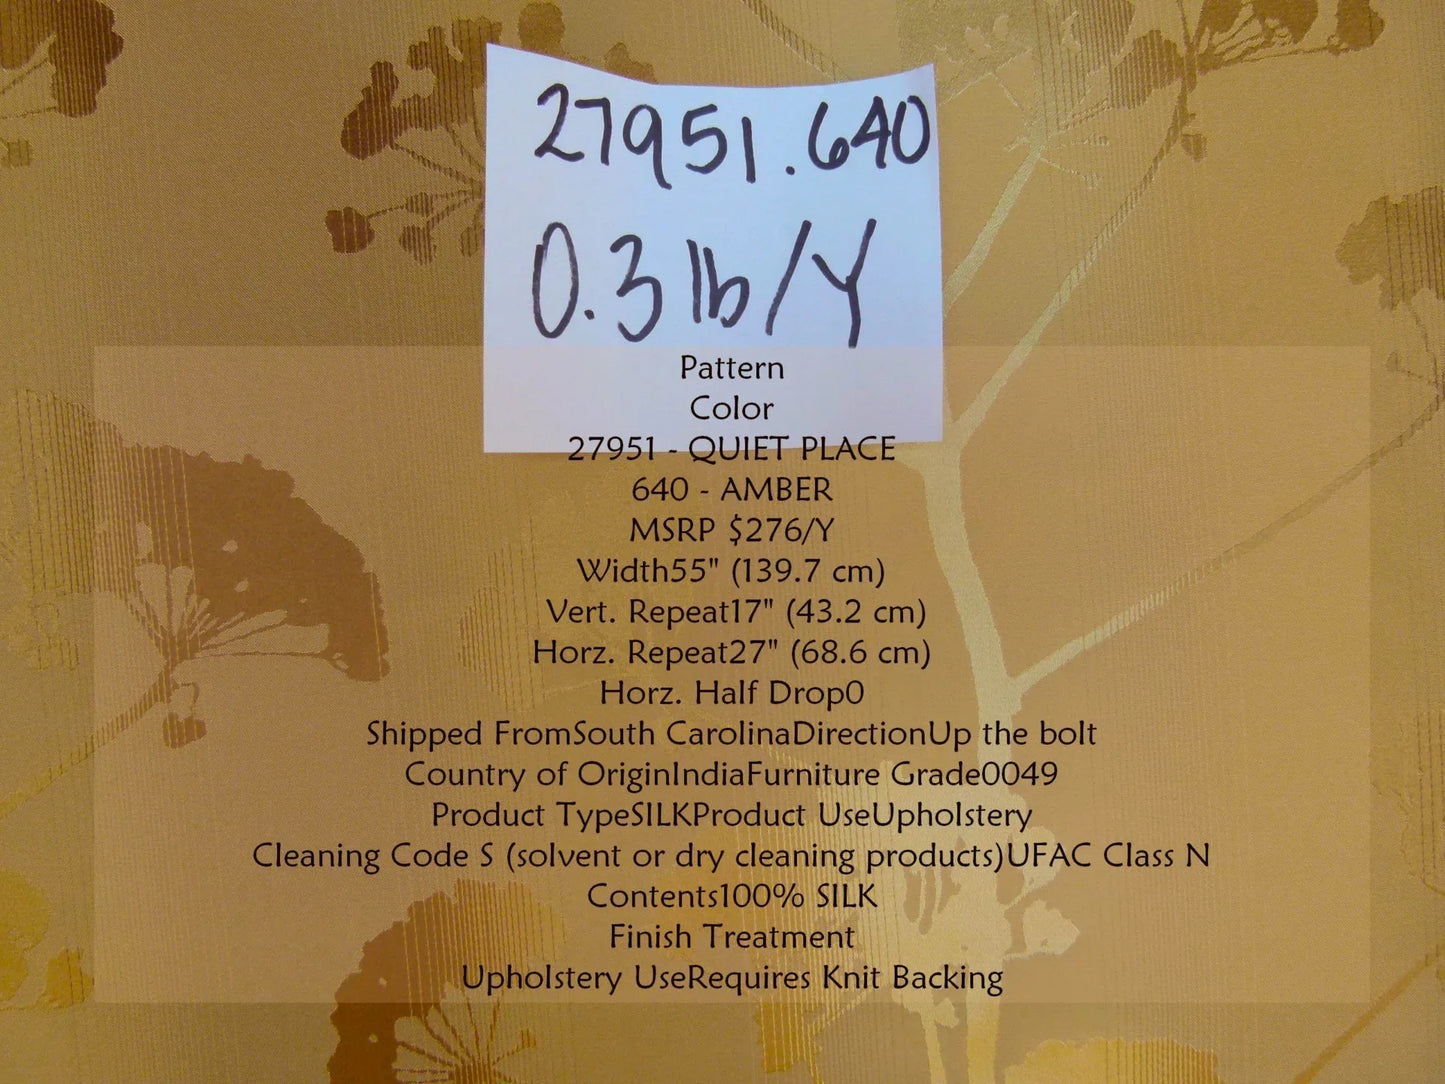 27951.640
0.3 lb/Y
Pattern
Color
27951 - QUIET PLACE
640 - AMBER
MSRP $276/Y
Width55" (139.7 cm)
Vert. Repeat17" (43.2 cm)
Horz. Repeat27" (68.6 cm)
Horz. Half Drop0
Shipped FromSouth CarolinaDirectionUp the bolt
Country of OriginIndiaFurniture Grade0049
Product TypeSILKProduct UseUpholstery
Cleaning Code S (solvent or dry cleaning products)UFAC Class N
Contents100% SILK
Finish Treatment
Upholstery UseRequires Knit Backing